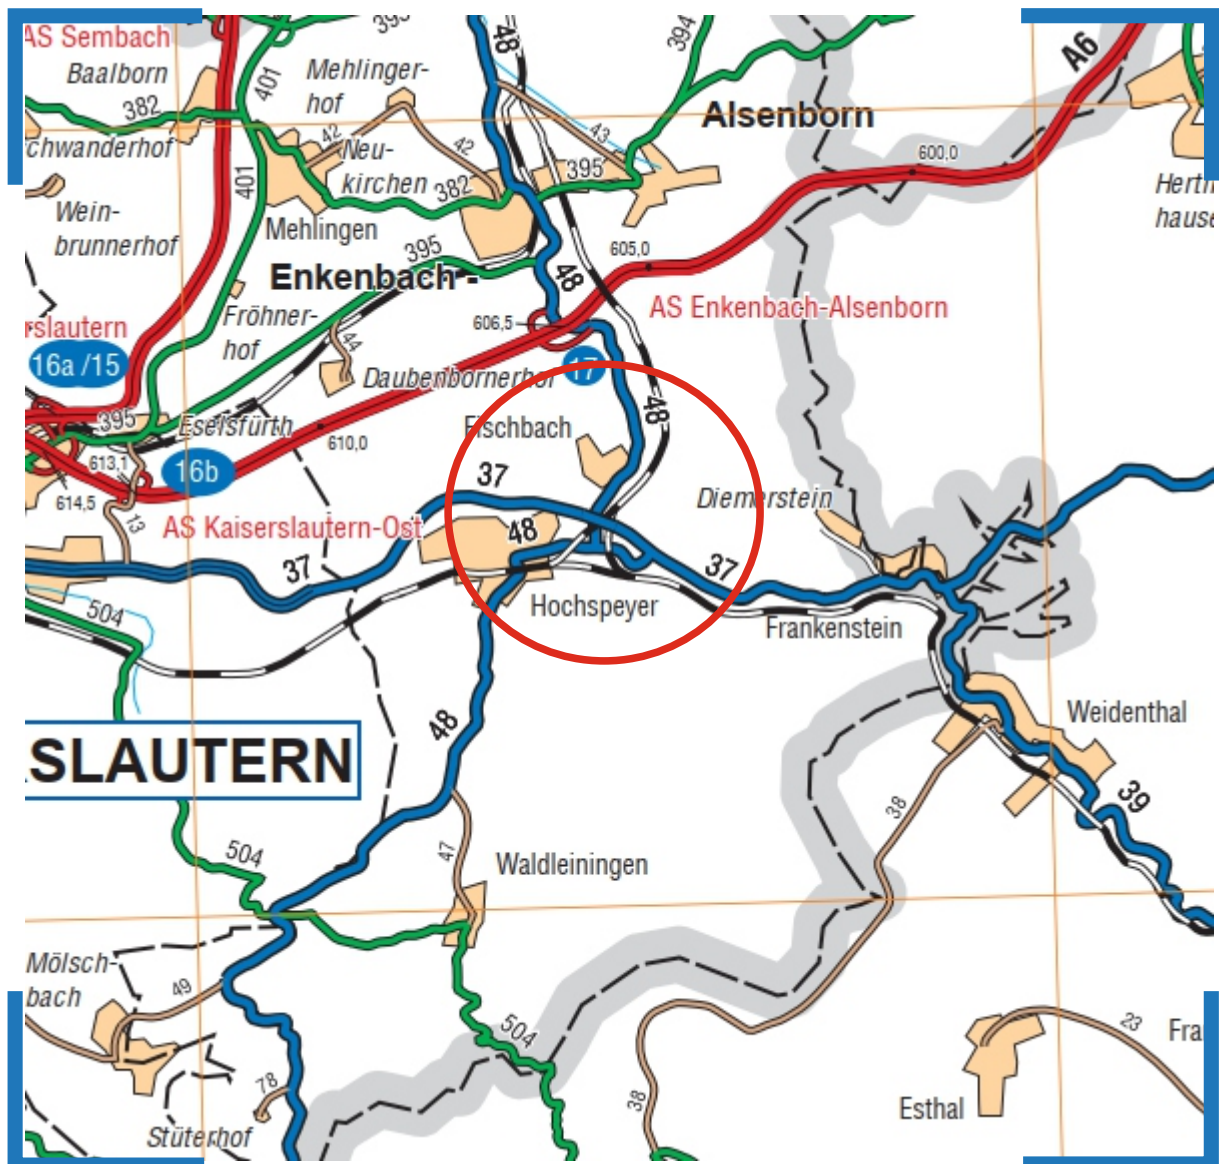 AS Sembach
395
48
394
A6
Baalborn
401
Mehlinger-
hof
382
Alsenborn
chwanderhof
42
Neu-
kirchen
42
43
395
600,0
401
382
Wein-
brunnerhof
Mehlingen
395
605,0
Enkenbach -
48
AS Enkenbach-Alsenborn
rslautern
Fröhner-
hof
606,5
44
16a /15
17
Daubenbornerhof
395
Eselsfürth
610,0
Fischbach
48
613,1
16b
614,5
37
Diemerstein
13
AS Kaiserslautern-Ost
48
37
37
504
Hochspeyer
Frankenstein
48
Weidenthal
SLAUTERN
39
38
504
47
Waldleiningen
Mölsch-
bach
49
504
23
Fra
78
38
Esthal
Stüterhof